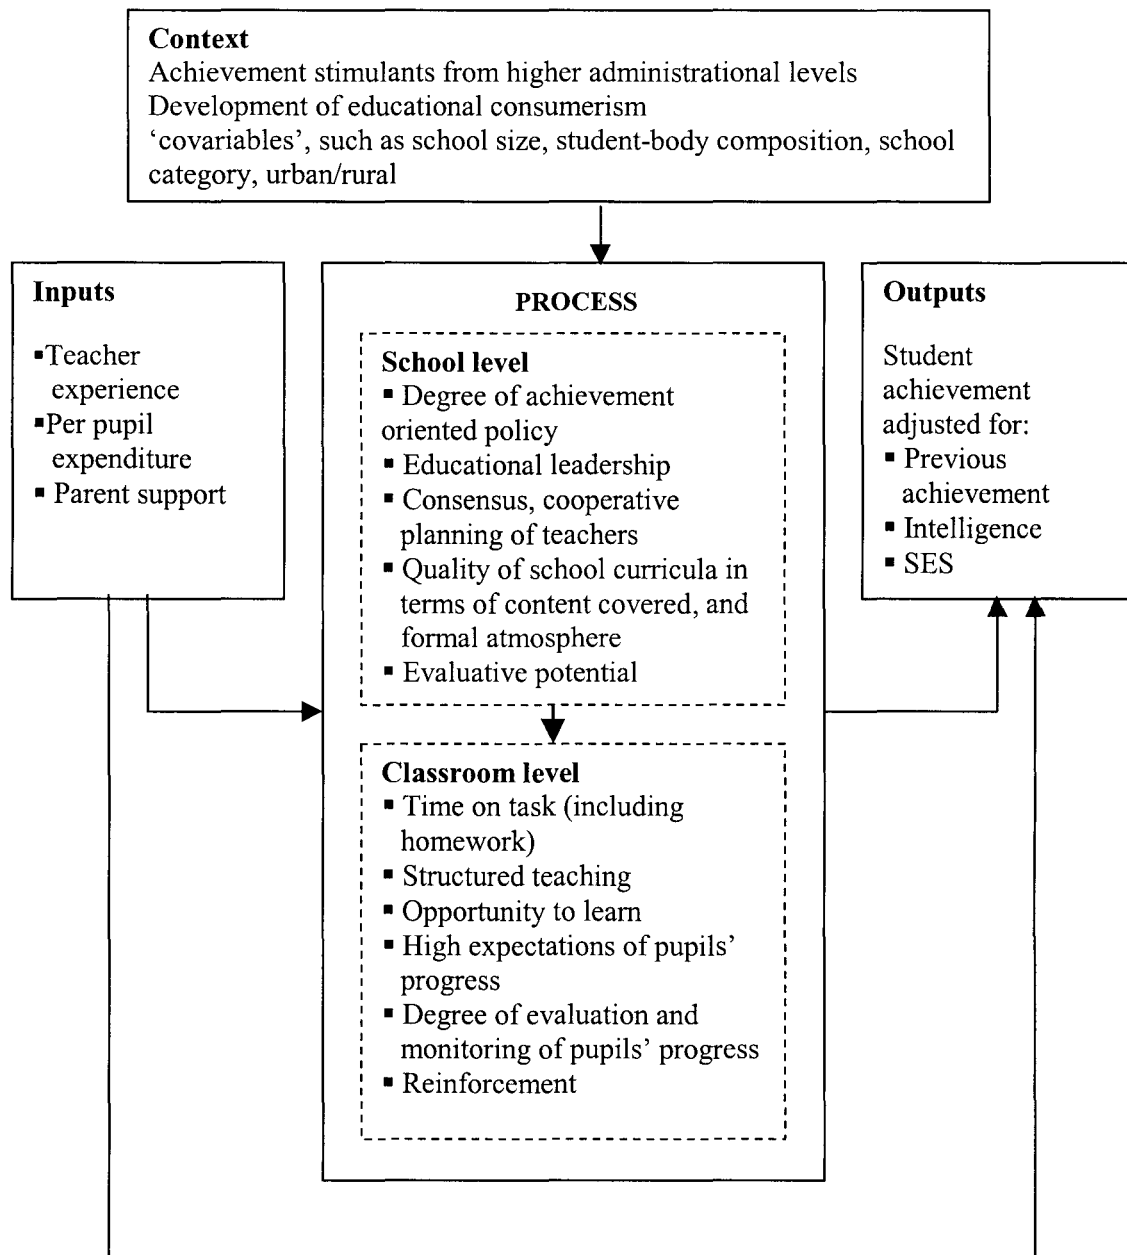 Context
Achievement stimulants from higher administrational levels
Development of educational consumerism
‘covariables’, such as school size, student-body composition, school
category, urban/rural
Inputs
▪Teacher
experience
▪Per pupil
expenditure
▪ Parent support
PROCESS
School level
▪ Degree of achievement
oriented policy
▪ Educational leadership
▪ Consensus, cooperative
planning of teachers
▪ Quality of school curricula in
terms of content covered, and
formal atmosphere
▪ Evaluative potential
Classroom level
▪ Time on task (including
homework)
▪ Structured teaching
▪ Opportunity to learn
▪ High expectations of pupils’
progress
▪ Degree of evaluation and
monitoring of pupils’ progress
▪ Reinforcement
Outputs
Student
achievement
adjusted for:
▪ Previous
achievement
▪ Intelligence
▪ SES